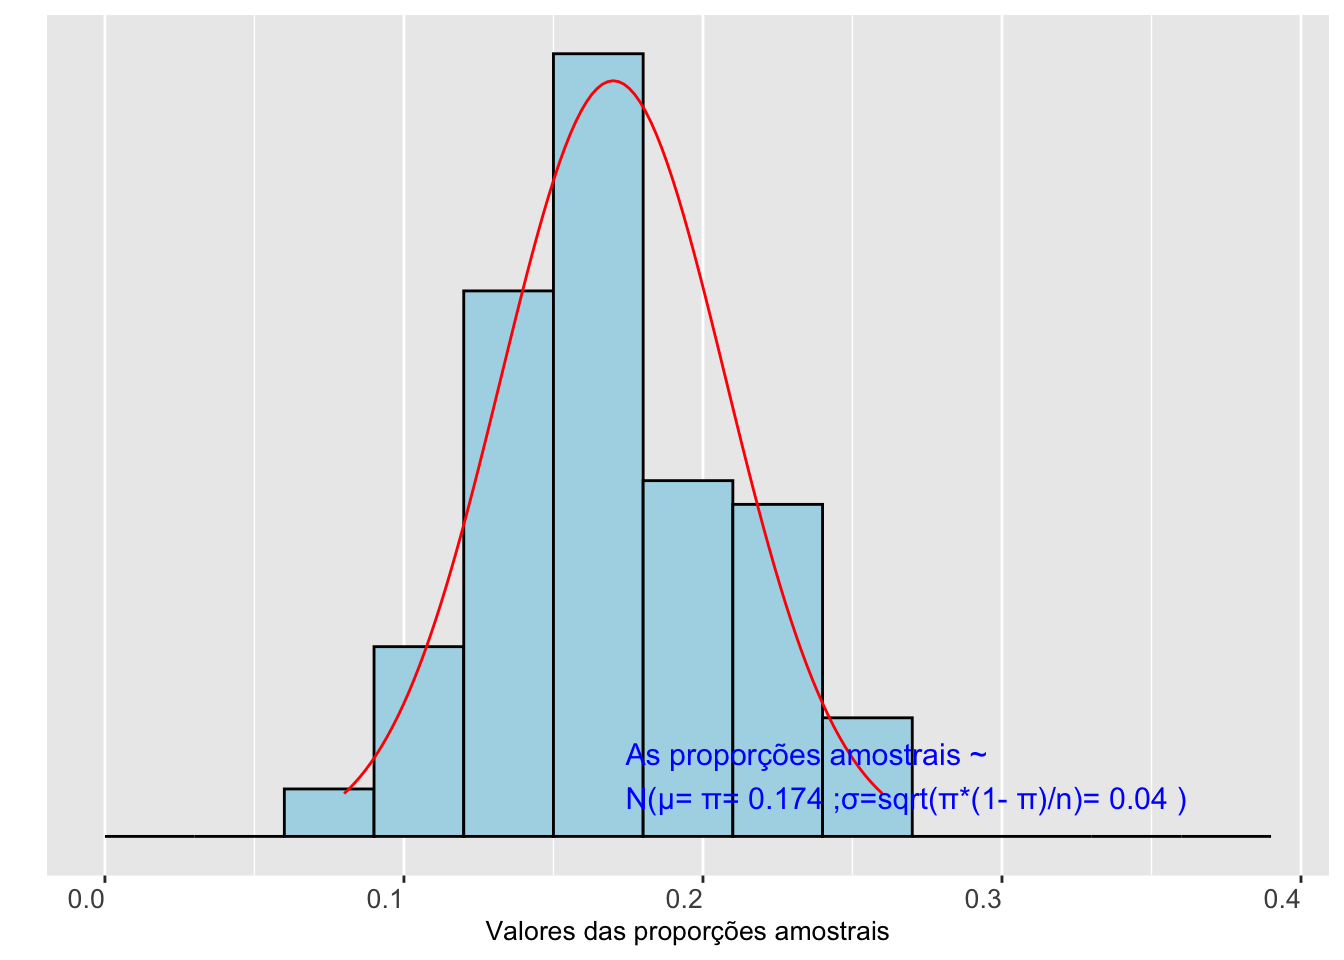 As proporções amostrais ~
N(μ= π= 0.174 ;σ=sqrt(π*(1- π)/n)= 0.04 )
0.0 0.1 0.2 0.3 0.4
Valores das proporções amostrais